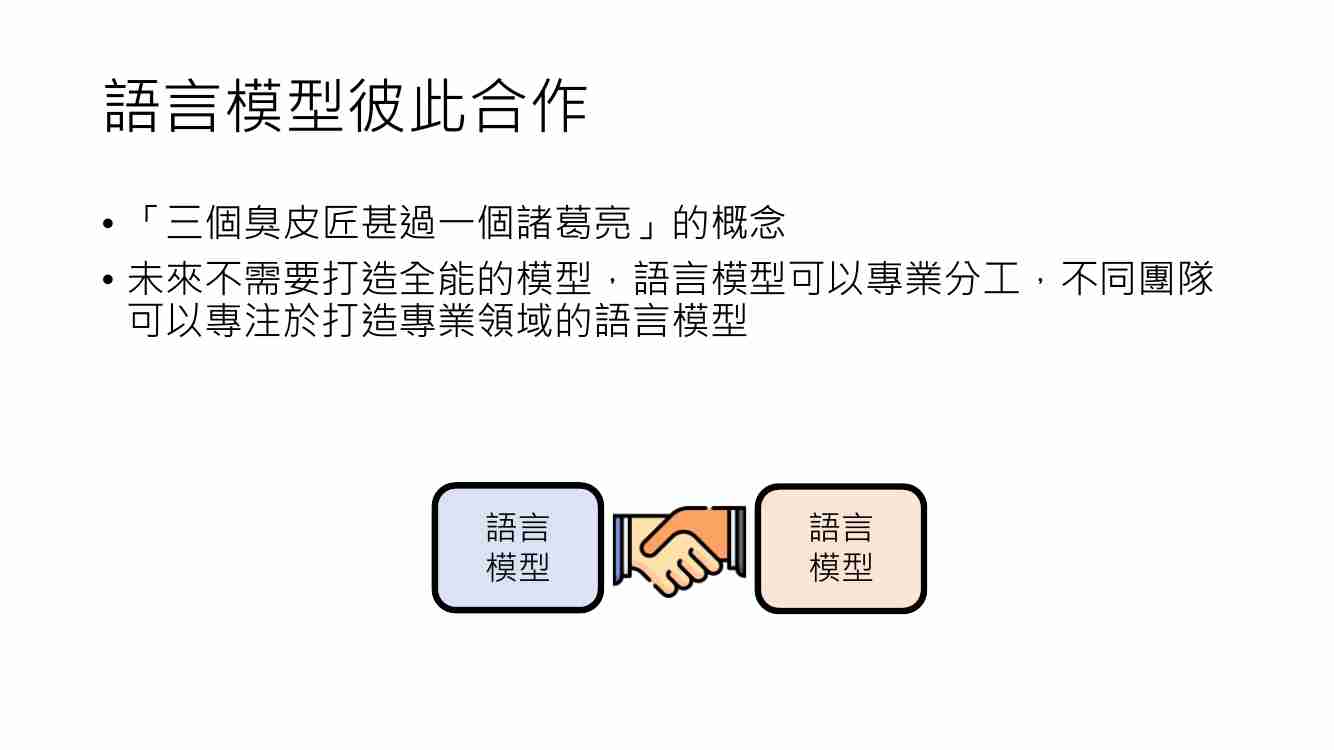 語言模型彼此合作
• 「三個臭皮匠甚過一個諸葛亮」的概念
• 未來不需要打造全能的模型，語言模型可以專業分工，不同團隊
可以專注於打造專業領域的語言模型
語言
模型
語言
模型